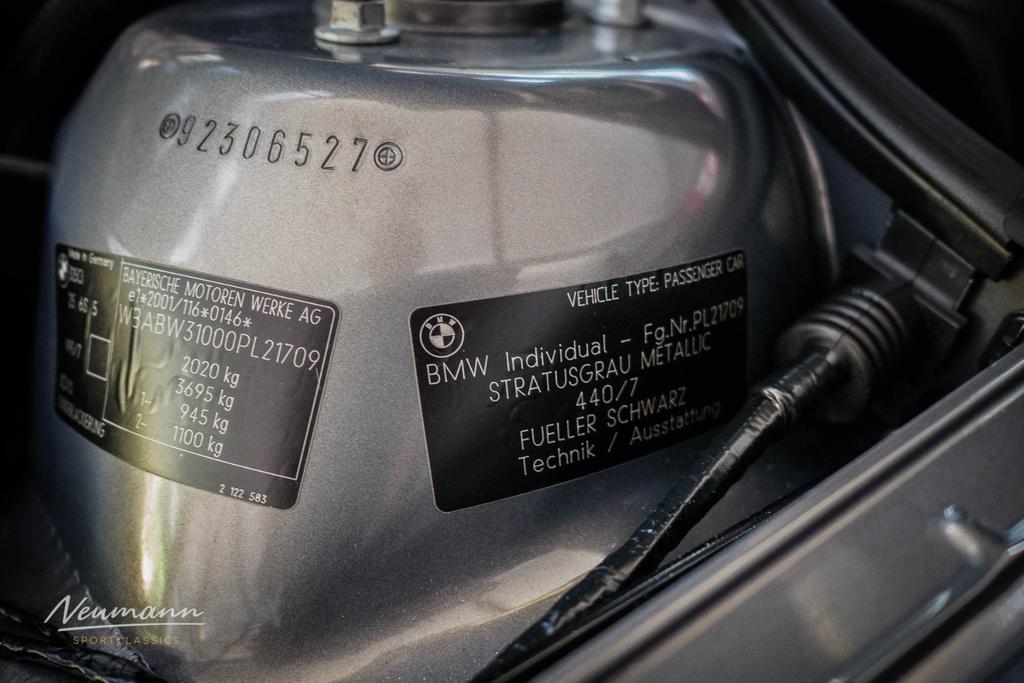 92306527
Made in Germany
BAYERISCHE MOTOREN WERKE AG
e1*2001/116*0146*
WBABW31000PL21709
2020 kg
3695 kg
1- 945 kg
2- 1100 kg
2 122 583
VEHICLE TYPE: PASSENGER CAR
BMW
BMW Individual - Fg.Nr.PL21709
STRATUSGRAU METALLIC
440/7
FUELLER SCHWARZ
Technik / Ausstattung
Neumann
SPORTCLASSICS